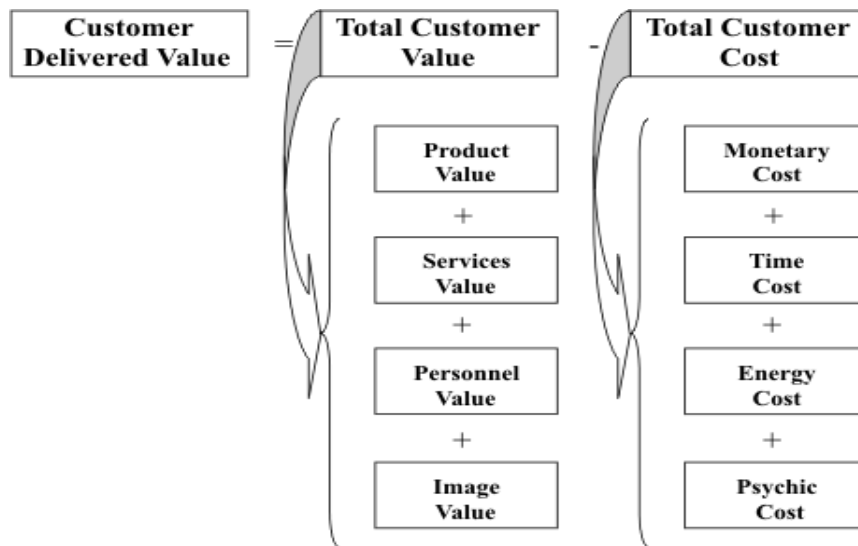 Customer
Delivered Value
=
Total Customer
Value
-
Total Customer
Cost
Product
Value
+
Services
Value
+
Personnel
Value
+
Image
Value
Monetary
Cost
+
Time
Cost
+
Energy
Cost
+
Psychic
Cost